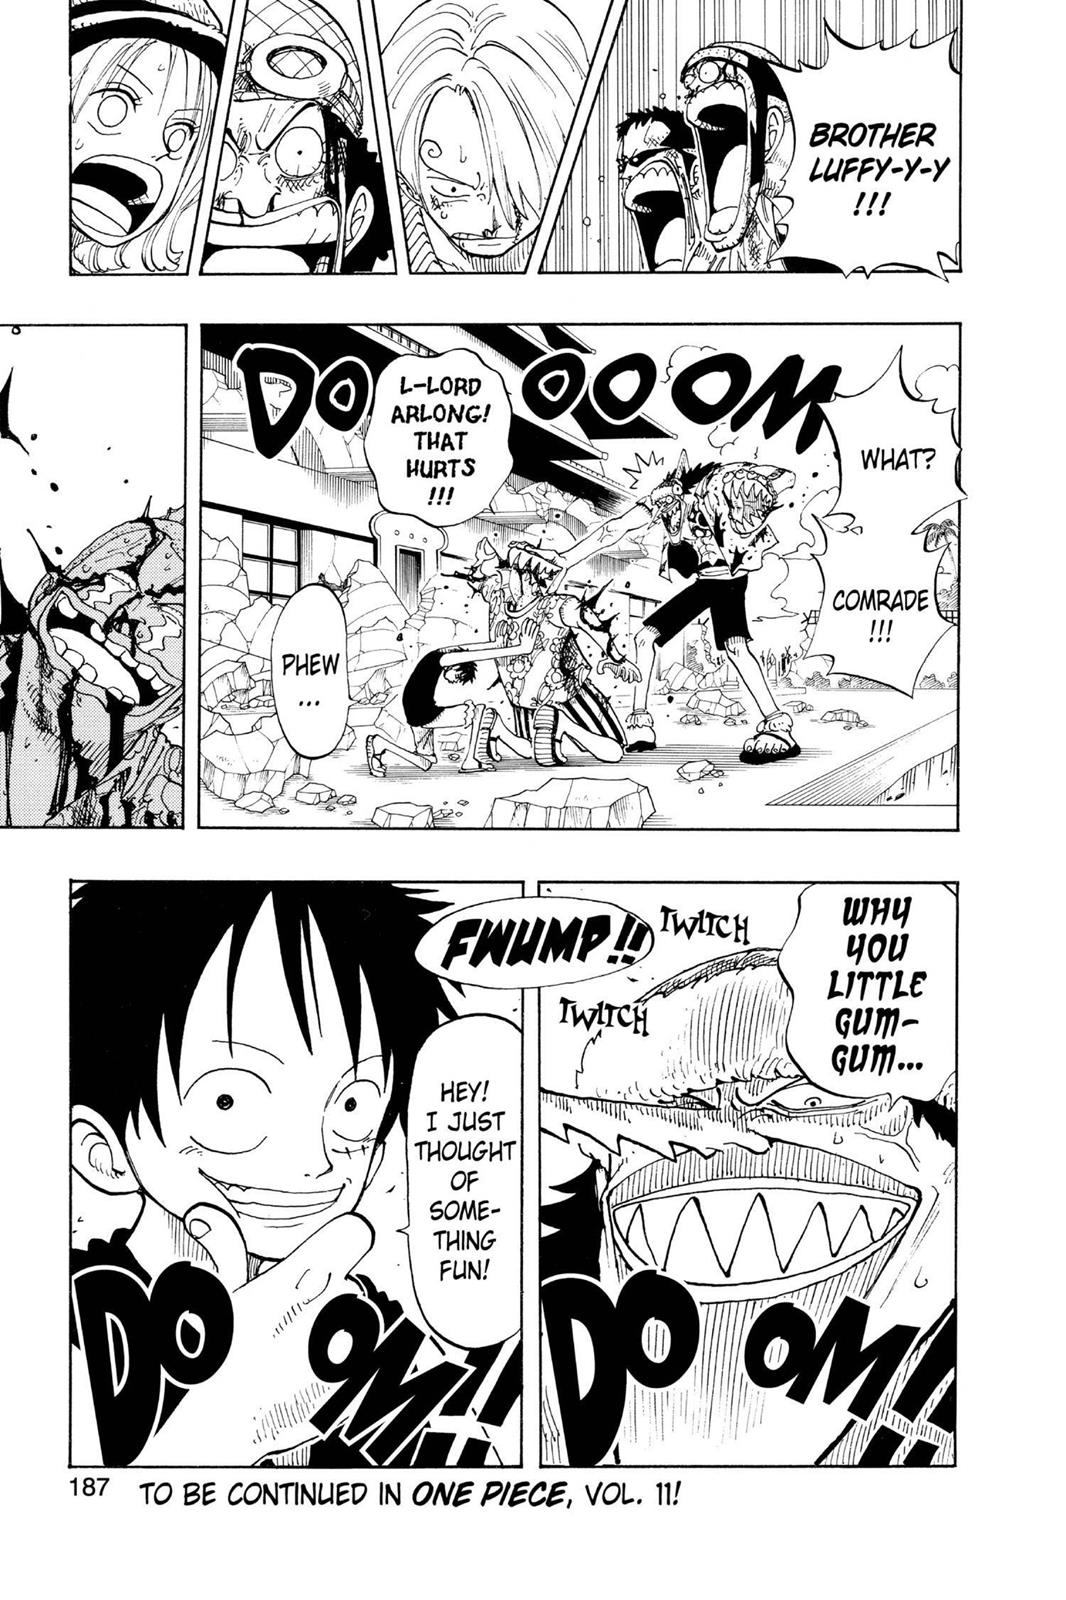 BROTHER
LUFFY-Y-Y
!!!
WHAT?
COMRADE
!!!
DO OOOM
L-LORD
ARLONG!
THAT
HURTS
!!!
PHEW
...
WHY
YOU
LITTLE
GUM-
GUM...
TWITCH
TWITCH
FWUMP!!
HEY!
I JUST
THOUGHT
OF
SOME-
THING
FUN!
DO OM!!
DO OM!!
187
TO BE CONTINUED IN ONE PIECE, VOL. 11!